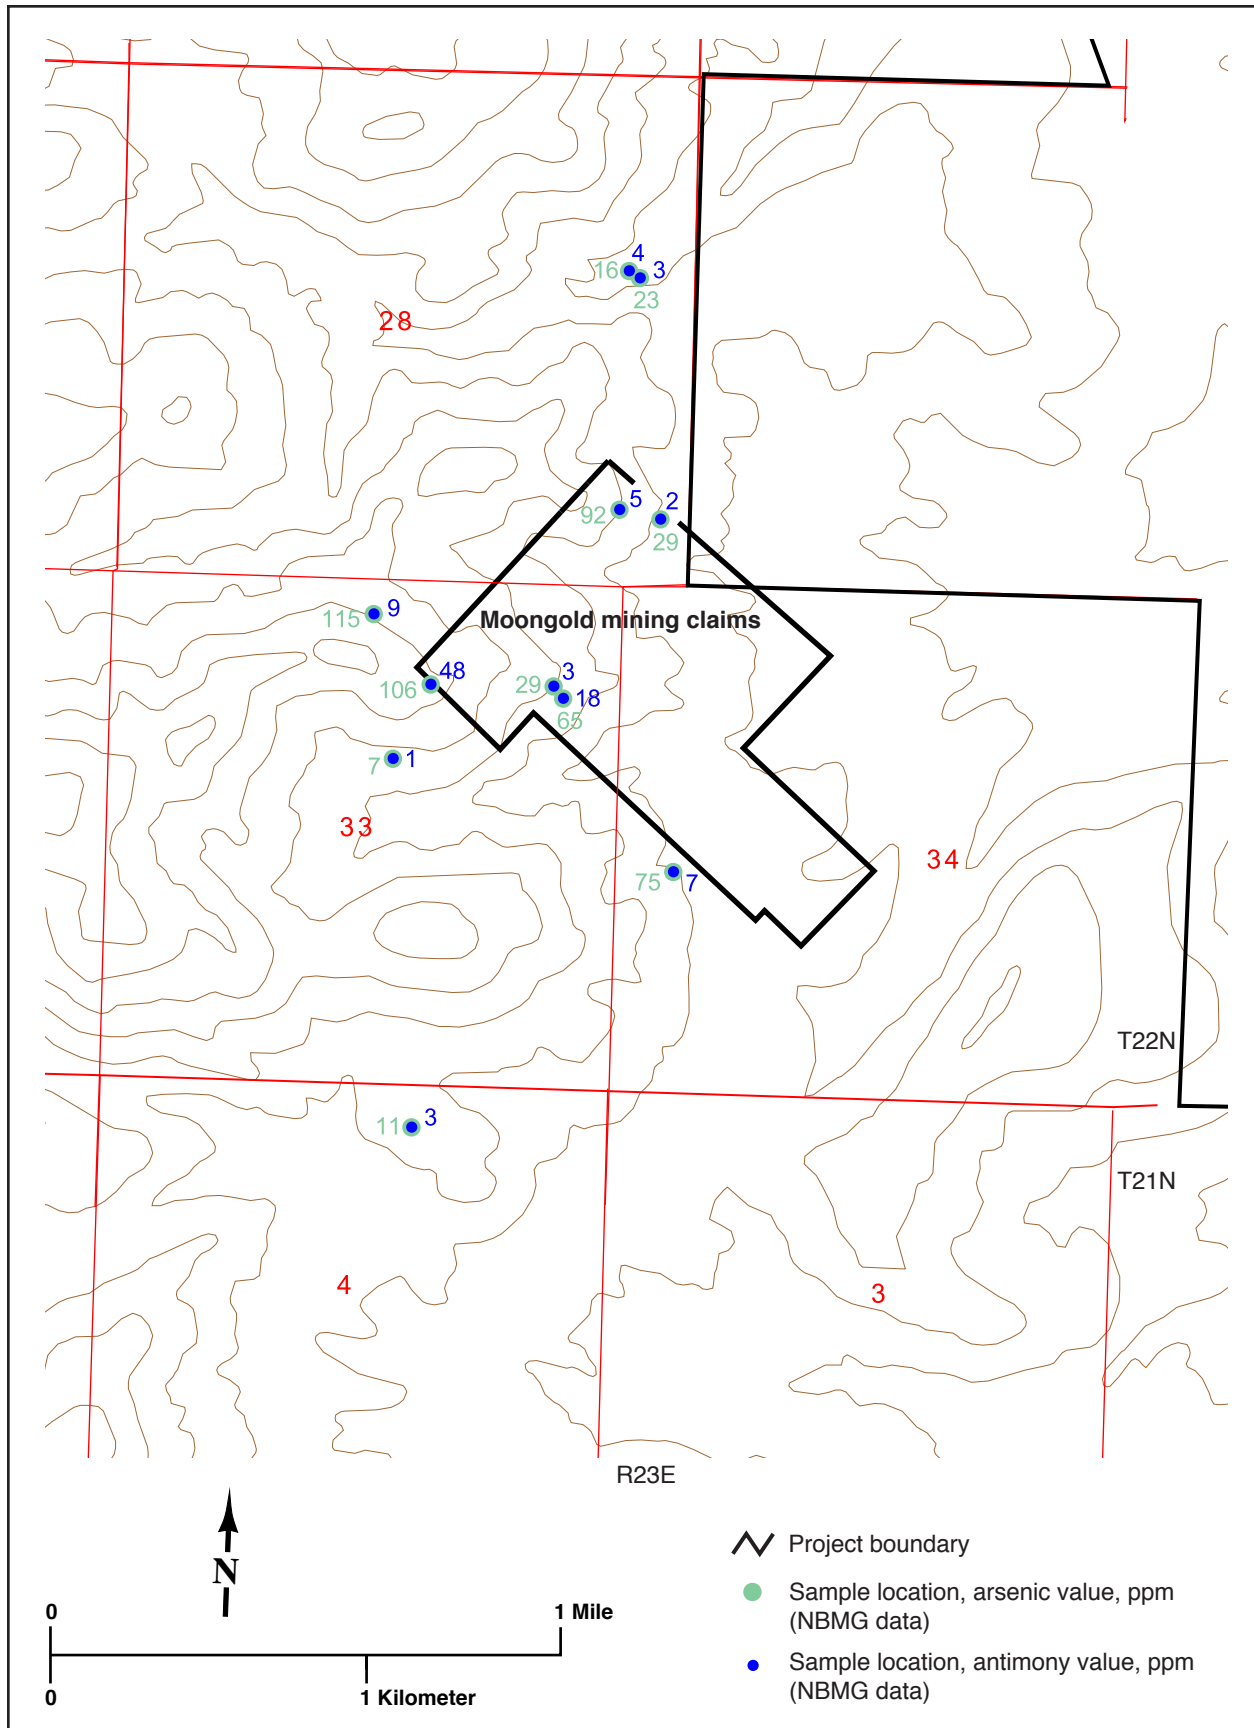 4
16
3
23
28
5
2
92
29
Moongold mining claims
9
115
48
3
106
29
18
65
7
1
33
34
75
7
T22N
3
11
T21N
4
3
R23E
N
Project boundary
Sample location, arsenic value, ppm
(NBMG data)
Sample location, antimony value, ppm
(NBMG data)
0
1 Mile
0
1 Kilometer